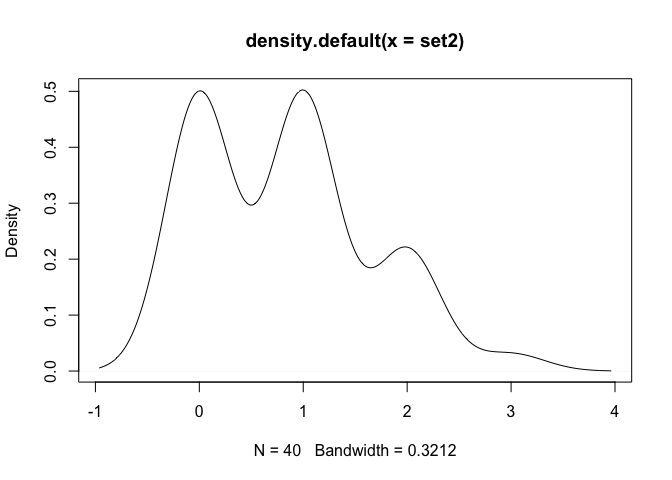 density.default(x = set2)
0.5
0.4
0.3
0.2
0.1
0.0
Density
-1 0 1 2 3 4
N = 40 Bandwidth = 0.3212